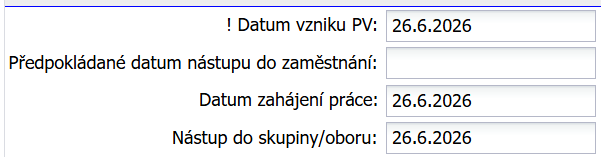 ! Datum vzniku PV: 26.6.2026
Předpokládané datum nástupu do zaměstnání:
Datum zahájení práce: 26.6.2026
Nástup do skupiny/oboru: 26.6.2026